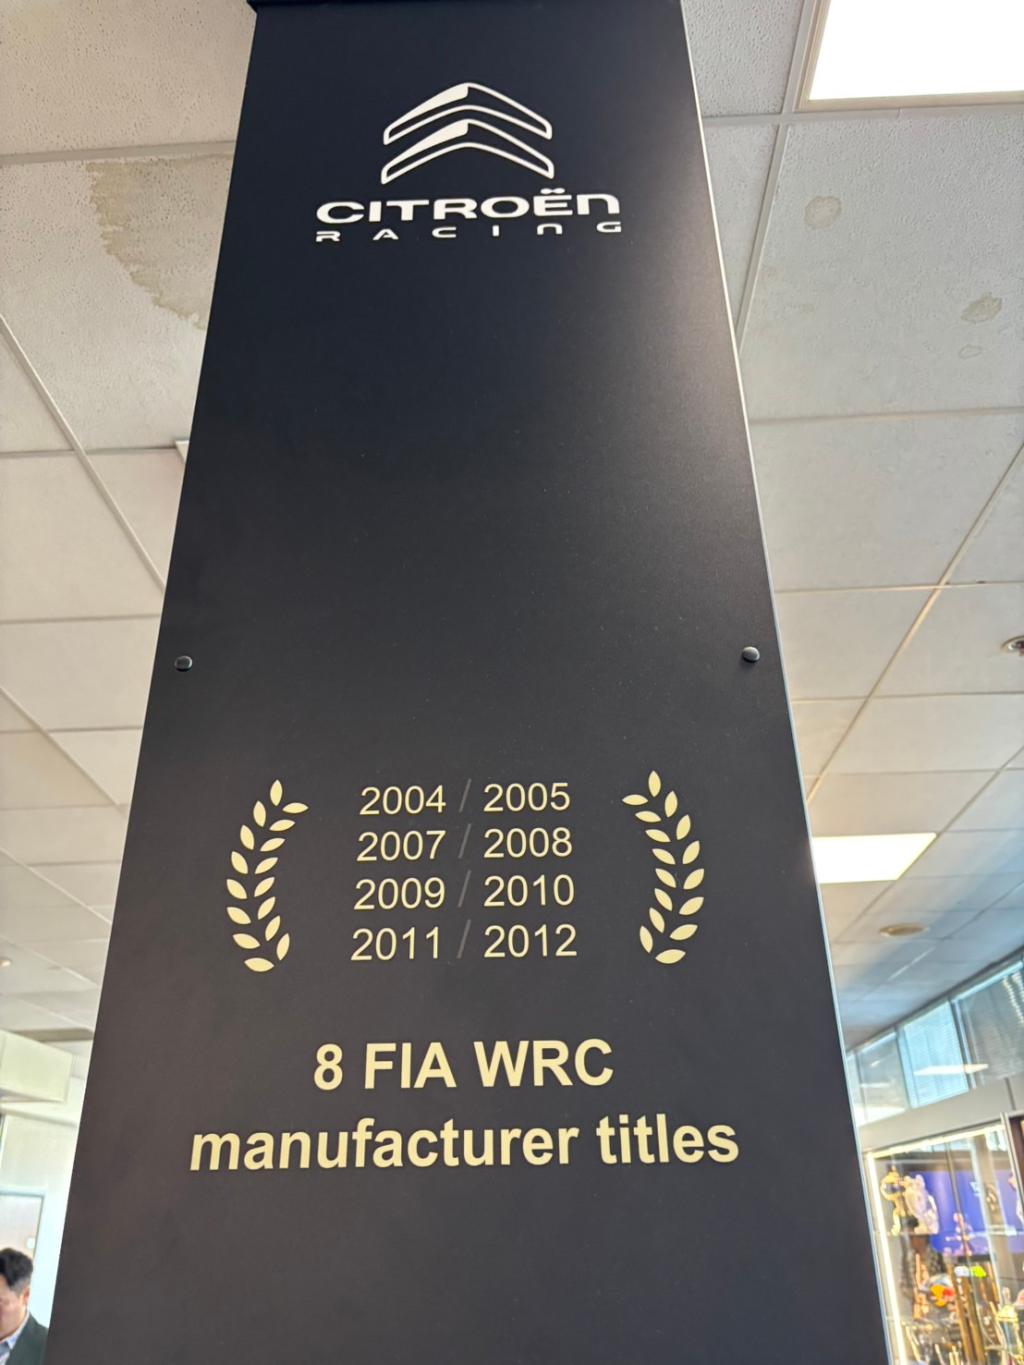 CITROËN
RACING
2004 / 2005
2007 / 2008
2009 / 2010
2011 / 2012
8 FIA WRC
manufacturer titles